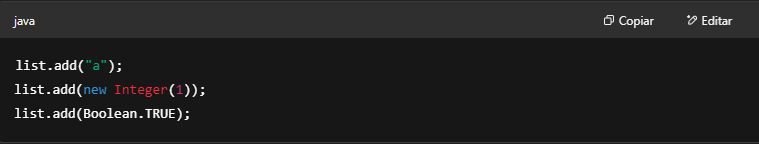 java Copiar Editar
list.add("a");
list.add(new Integer(1));
list.add(Boolean.TRUE);